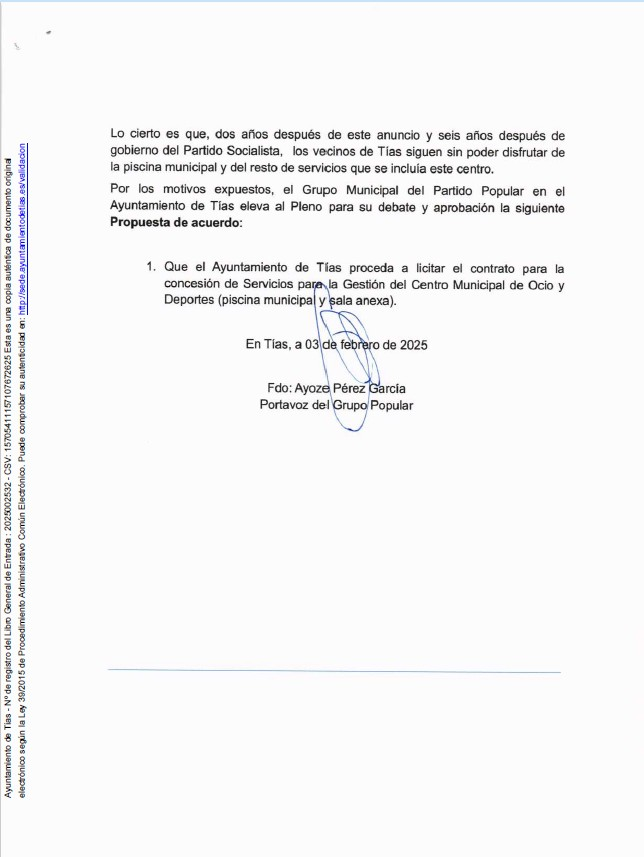 Lo cierto es que, dos años después de este anuncio y seis años después de
gobierno del Partido Socialista, los vecinos de Tías siguen sin poder disfrutar de
la piscina municipal y del resto de servicios que se incluía este centro.
Por los motivos expuestos, el Grupo Municipal del Partido Popular en el
Ayuntamiento de Tías eleva al Pleno para su debate y aprobación la siguiente
Propuesta de acuerdo:
1. Que el Ayuntamiento de Tías proceda a licitar el contrato para la
concesión de Servicios para la Gestión del Centro Municipal de Ocio y
Deportes (piscina municipal y sala anexa).
En Tías, a 03 de febrero de 2025
Fdo: Ayoze Pérez García
Portavoz del Grupo Popular
Ayuntamiento de Tías - Nº de registro del Libro General de Entrada : 2025002532 - CSV: 15705411157107672625 Esta es una copia auténtica de documento original
electrónico según la Ley 39/2015 de Procedimiento Administrativo Común Electrónico. Puede comprobar su autenticidad en: http://sede.ayuntamientodetias.es/validacion